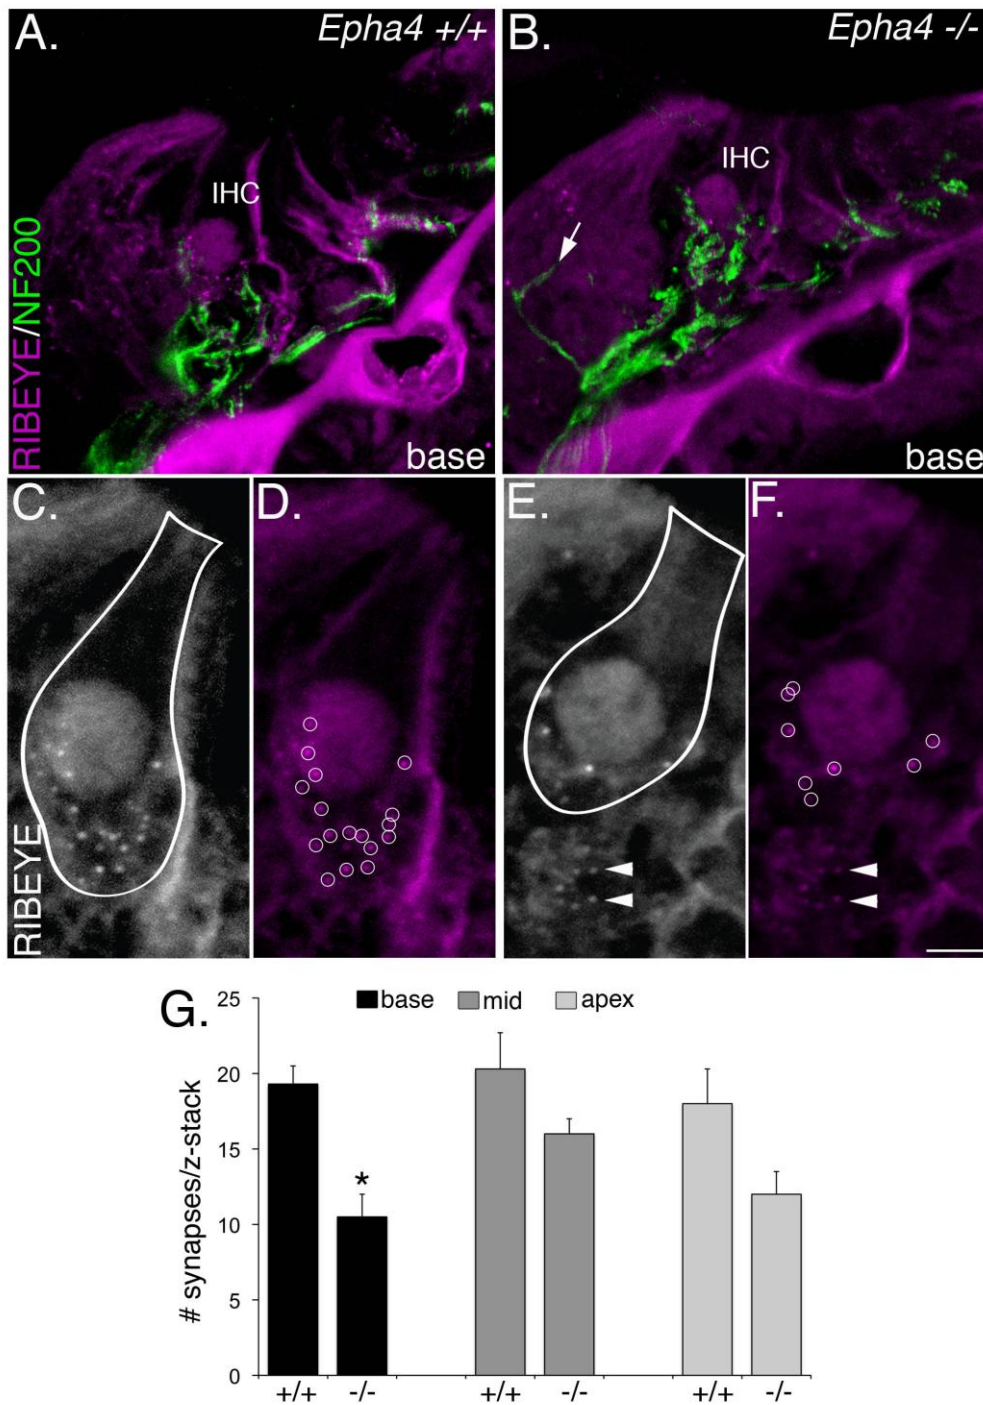 A. Epha4 +/+
B. Epha4 -/-
IHC
IHC
RIBEYE/NF200
base
base
C.
D.
E.
F.
RIBEYE
G.
base mid apex
# synapses/z-stack
25
20
15
10
5
0
*
+/+ -/- +/+ -/- +/+ -/-